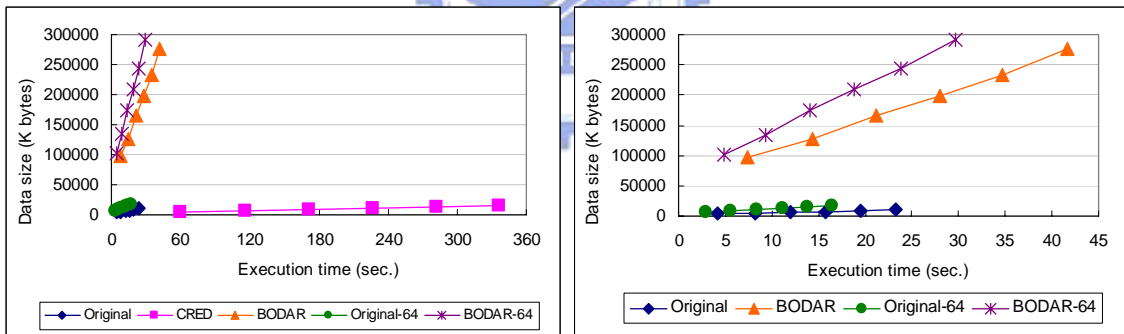 Data size (K bytes)
300000
250000
200000
150000
100000
50000
0
0 60 120 180 240 300 360
Execution time (sec.)
Original CRED BODAR Original-64 BODAR-64
Data size (K bytes)
300000
250000
200000
150000
100000
50000
0
0 5 10 15 20 25 30 35 40 45
Execution time (sec.)
Original BODAR Original-64 BODAR-64